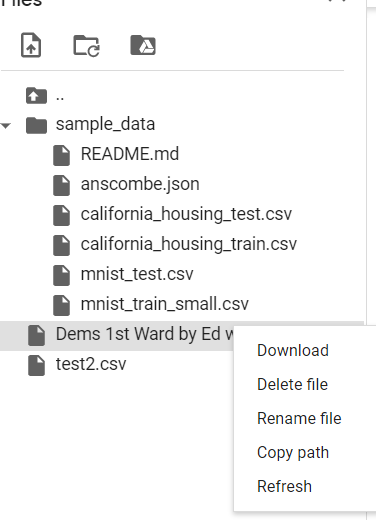 Files
..
sample_data
README.md
anscombe.json
california_housing_test.csv
california_housing_train.csv
mnist_test.csv
mnist_train_small.csv
Dems 1st Ward by Ed
test2.csv
Download
Delete file
Rename file
Copy path
Refresh